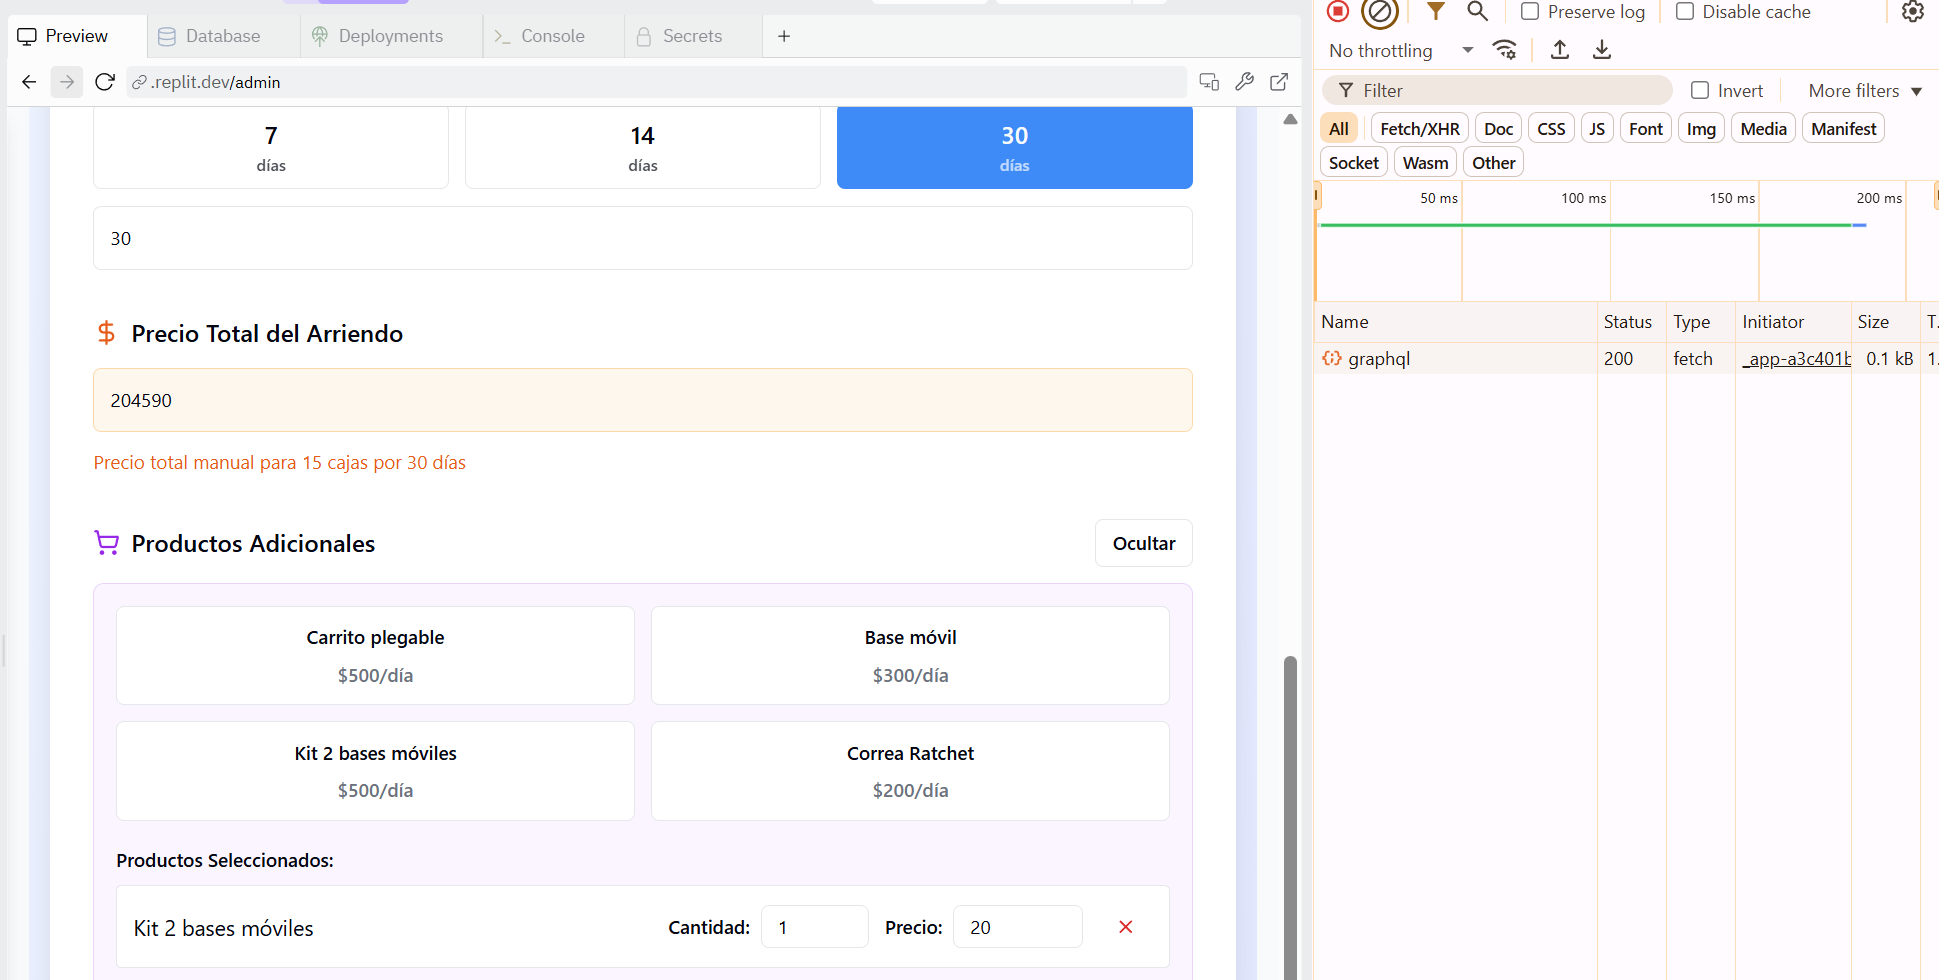 Preview
Database
Deployments
Console
Secrets
.replit.dev/admin
7
días
14
días
30
días
30
Precio Total del Arriendo
204590
Precio total manual para 15 cajas por 30 días
Productos Adicionales
Ocultar
Carrito plegable
$500/día
Base móvil
$300/día
Kit 2 bases móviles
$500/día
Correa Ratchet
$200/día
Productos Seleccionados:
Kit 2 bases móviles
Cantidad:
1
Precio:
20
Preserve log
Disable cache
No throttling
Filter
Invert
More filters
All
Fetch/XHR
Doc
CSS
JS
Font
Img
Media
Manifest
Socket
Wasm
Other
50 ms
100 ms
150 ms
200 ms
Name
Status
Type
Initiator
Size
T.
graphql
200
fetch
_app-a3c401b
0.1 kB
1.